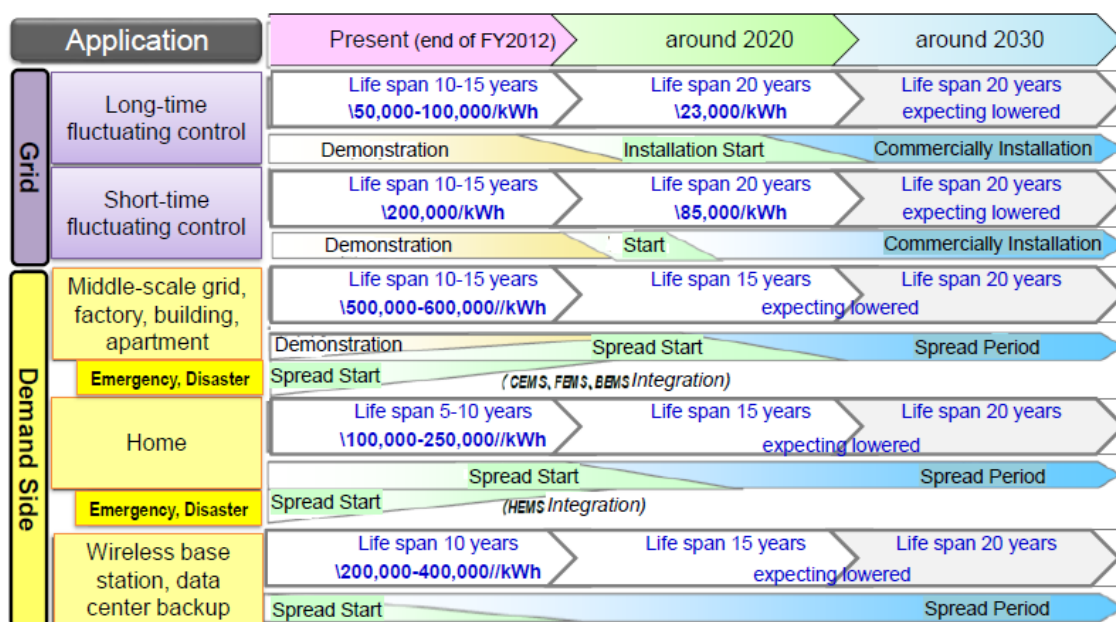 Application
Present (end of FY2012)
around 2020
around 2030
Grid
Long-time
fluctuating control
Life span 10-15 years
\50,000-100,000/kWh
Life span 20 years
\23,000/kWh
Life span 20 years
expecting lowered
Demonstration
Installation Start
Commercially Installation
Short-time
fluctuating control
Life span 10-15 years
\200,000/kWh
Life span 20 years
\85,000/kWh
Life span 20 years
expecting lowered
Demonstration
Start
Commercially Installation
Demand Side
Middle-scale grid,
factory, building,
apartment
Life span 10-15 years
\500,000-600,000//kWh
Life span 15 years
Life span 20 years
expecting lowered
Demonstration
Spread Start
Spread Period
Emergency, Disaster
Spread Start
( CEMS, FEMS, BEMS Integration)
Home
Life span 5-10 years
\100,000-250,000//kWh
Life span 15 years
Life span 20 years
expecting lowered
Spread Start
Spread Period
Emergency, Disaster
Spread Start
(HEMS Integration)
Wireless base
station, data
center backup
Life span 10 years
\200,000-400,000//kWh
Life span 15 years
Life span 20 years
expecting lowered
Spread Start
Spread Period